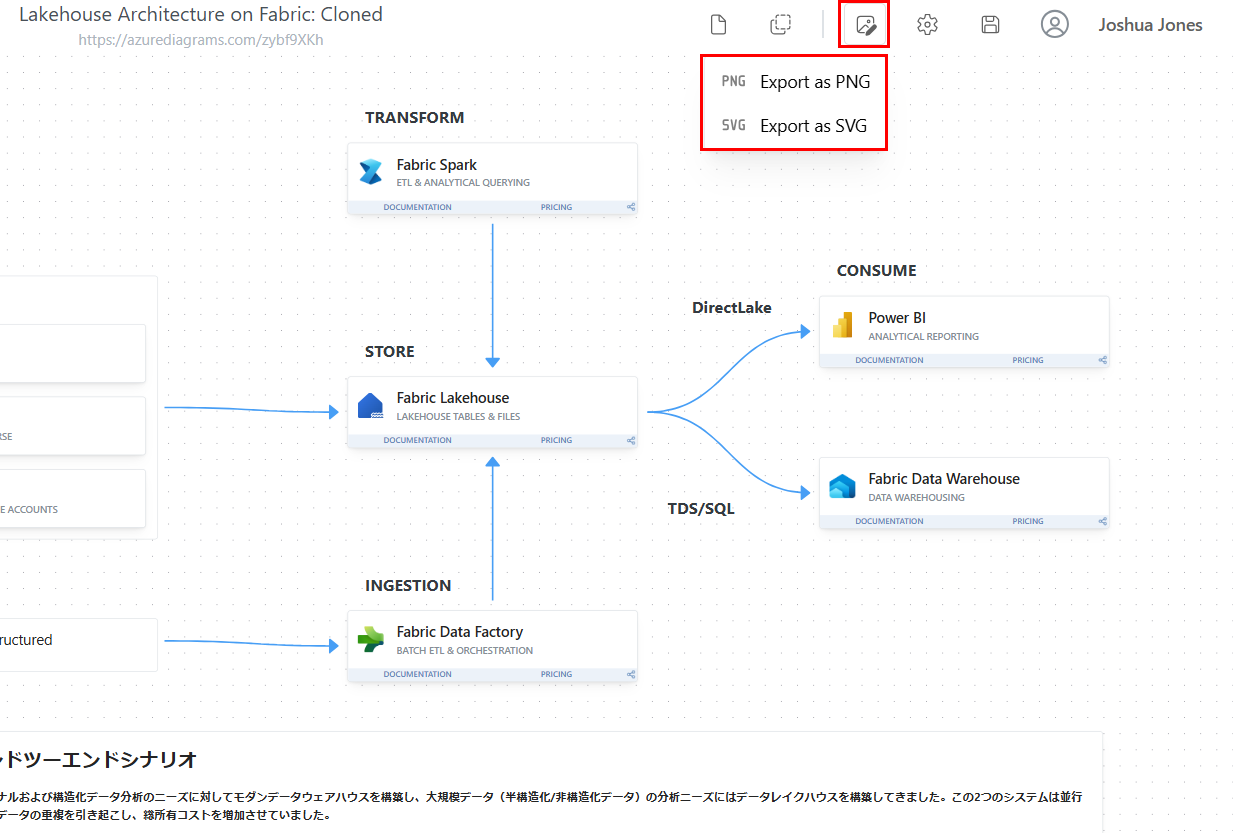 Lakehouse Architecture on Fabric: Cloned
https://azurediagrams.com/zybf9XKh
Joshua Jones
PNG Export as PNG
SVG Export as SVG
TRANSFORM
Fabric Spark
ETL & ANALYTICAL QUERYING
DOCUMENTATION PRICING
CONSUME
DirectLake
Power BI
ANALYTICAL REPORTING
DOCUMENTATION PRICING
STORE
Fabric Lakehouse
LAKEHOUSE TABLES & FILES
DOCUMENTATION PRICING
RSE
E ACCOUNTS
Fabric Data Warehouse
DATA WAREHOUSING
DOCUMENTATION PRICING
TDS/SQL
INGESTION
Fabric Data Factory
BATCH ETL & ORCHESTRATION
DOCUMENTATION PRICING
ructured
ドツーエンドシナリオ
ナルおよび構造化データ分析のニーズに対してモダンデータウェアハウスを構築し、大規模データ（半構造化/非構造化データ）の分析ニーズにはデータレイクハウスを構築してきました。この2つのシステムは並行
データの重複を引き起こし、総所有コストを増加させていました。